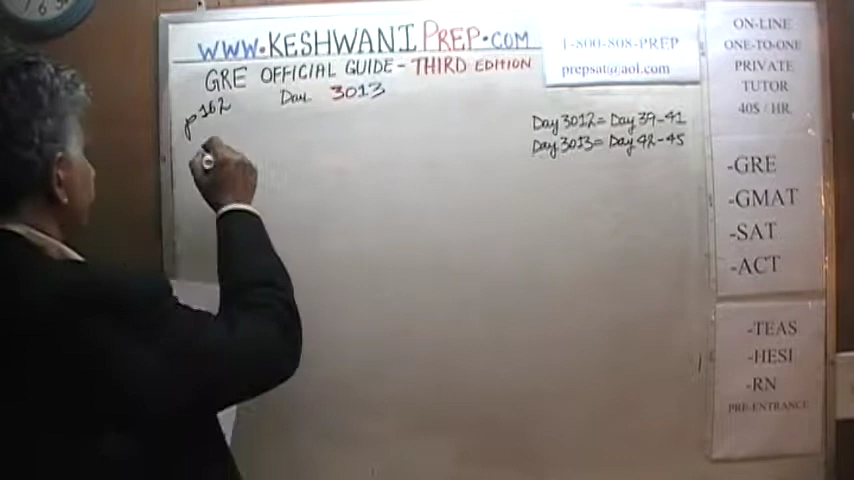 www.KESHWANIPREP.COM
GRE OFFICIAL GUIDE - THIRD EDITION
Day 3013
p 162
Day 3012 = Day 39-41
Day 3013 = Day 42-45
1-800-808-PREP
prepsat@aol.com
ON-LINE
ONE-TO-ONE
PRIVATE
TUTOR
40$ / HR
-GRE
-GMAT
-SAT
-ACT
-TEAS
-HESI
-RN
PRE-ENTRANCE